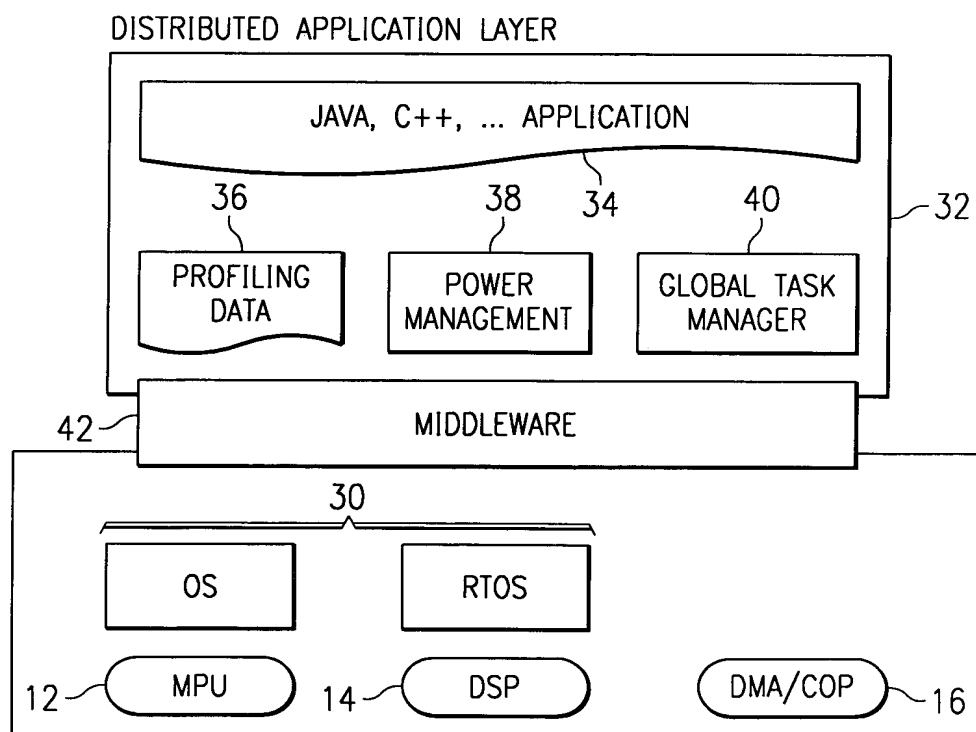 DISTRIBUTED APPLICATION LAYER
JAVA, C++, ... APPLICATION
36
38
34
40
32
PROFILING
DATA
POWER
MANAGEMENT
GLOBAL TASK
MANAGER
42
MIDDLEWARE
30
OS
RTOS
12
MPU
14
DSP
DMA/COP
16